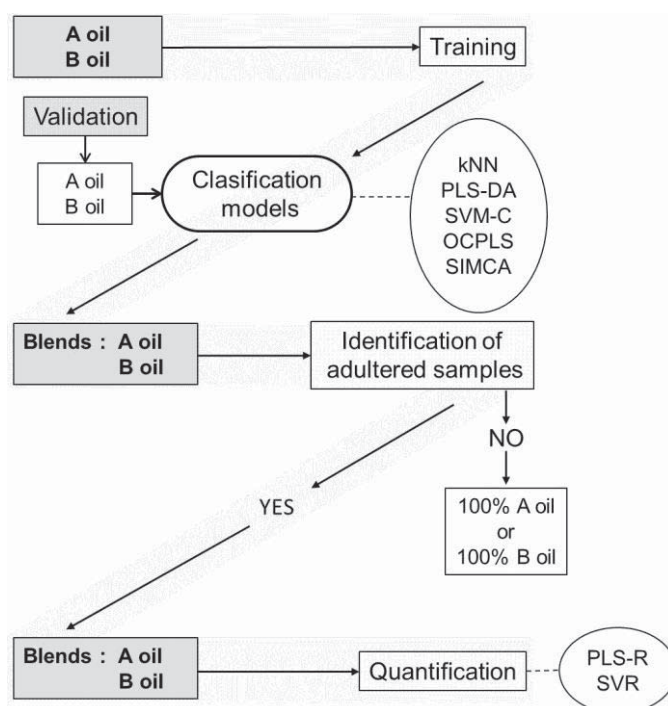 A oil
B oil
Training
Validation
A oil
B oil
Clasification
models
kNN
PLS-DA
SVM-C
OCPLS
SIMCA
Blends : A oil
B oil
Identification of
adultered samples
NO
YES
100% A oil
or
100% B oil
Blends : A oil
B oil
Quantification
PLS-R
SVR